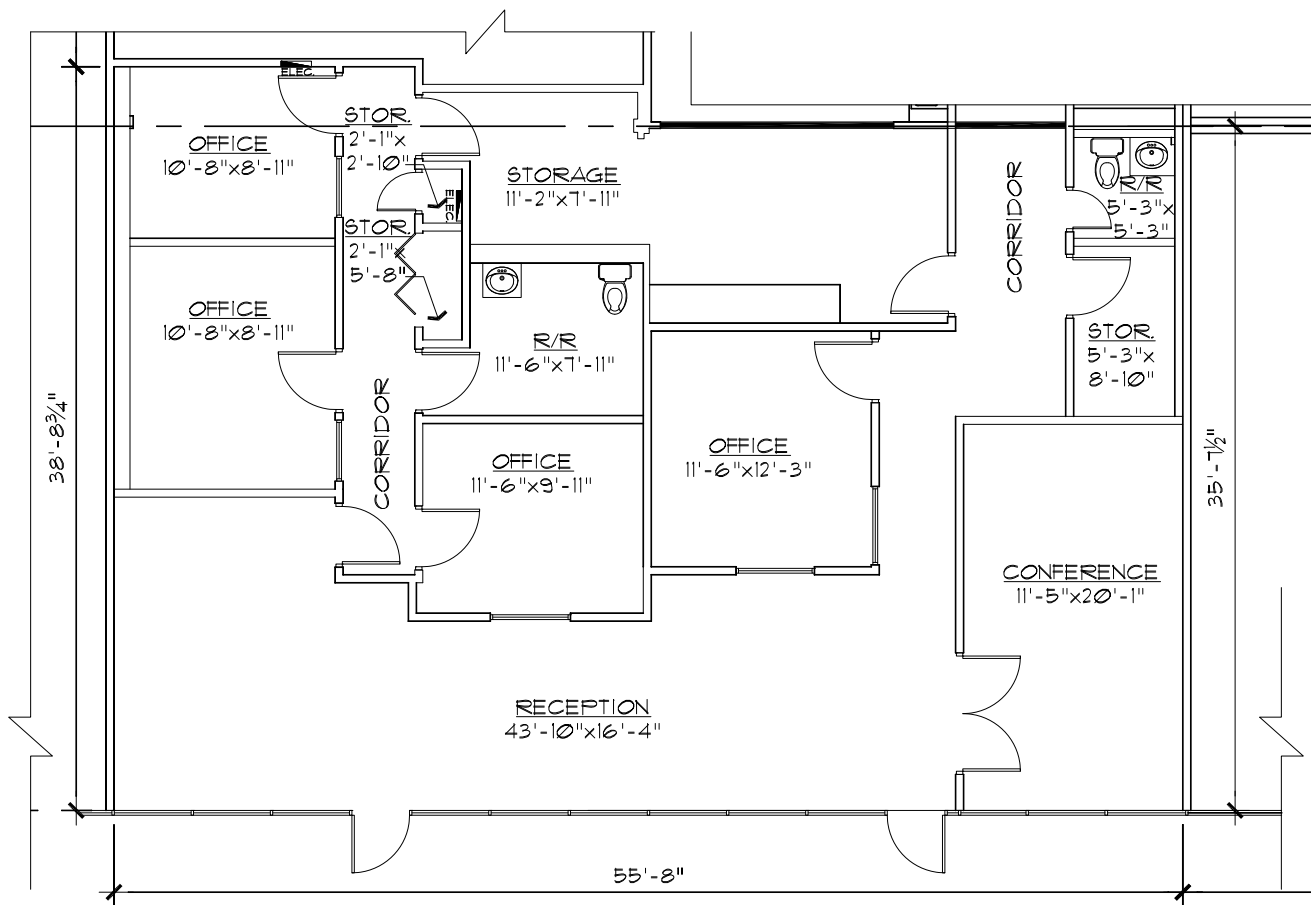 ELEC.
OFFICE
10'-8"x8'-11"
STOR.
2'-1"x
2'-10"
STORAGE
11'-2"x7'-11"
ELEC.
STOR.
2'-1"x
5'-8"
CORRIDOR
R/R
5'-3"x
5'-3"
OFFICE
10'-8"x8'-11"
R/R
11'-6"x7'-11"
STOR.
5'-3"x
8'-10"
38'-8¾"
CORRIDOR
OFFICE
11'-6"x9'-11"
OFFICE
11'-6"x12'-3"
35'-7½"
CONFERENCE
11'-5"x20'-1"
RECEPTION
43'-10"x16'-4"
55'-8"